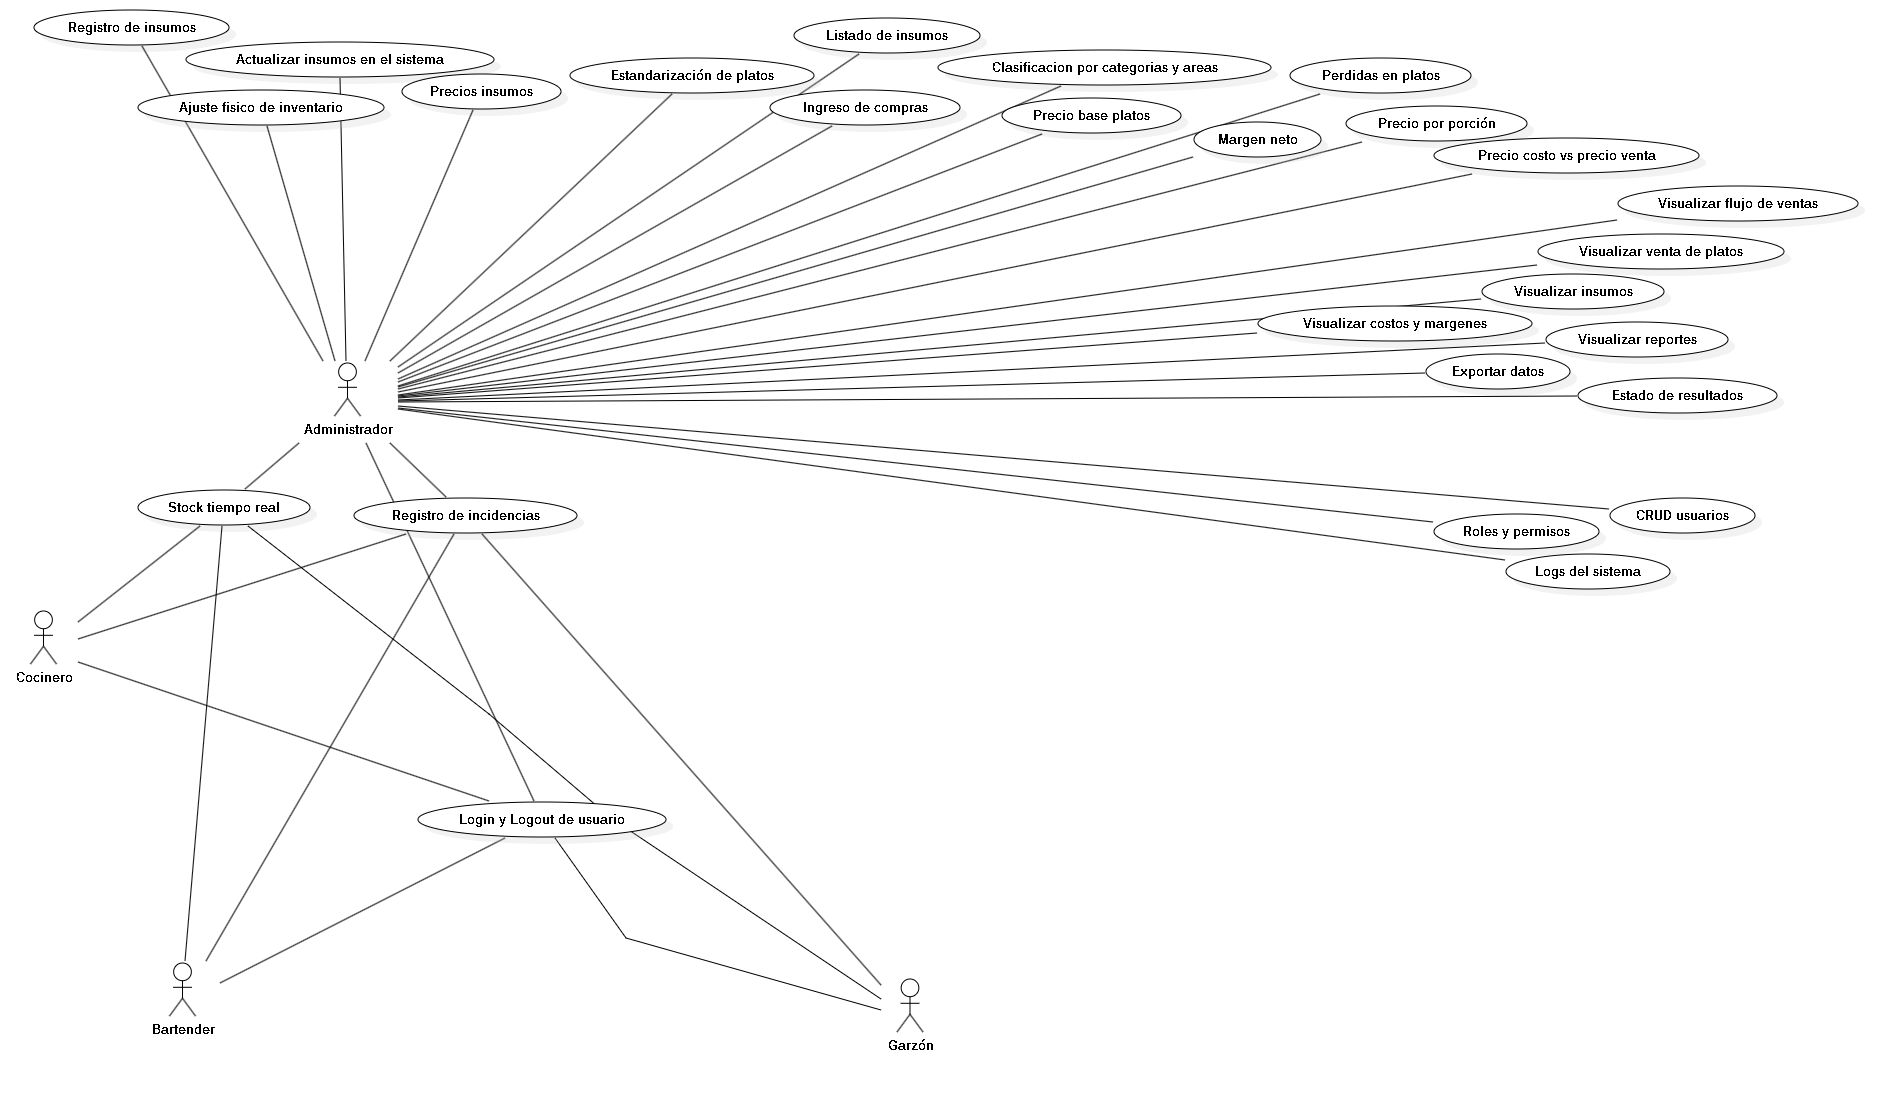 Registro de insumos
Listado de insumos
Actualizar insumos en el sistema
Clasificacion por categorias y areas
Estandarización de platos
Perdidas en platos
Precios insumos
Ajuste fisico de inventario
Ingreso de compras
Precio base platos
Precio por porción
Margen neto
Precio costo vs precio venta
Visualizar flujo de ventas
Visualizar venta de platos
Visualizar insumos
Visualizar costos y margenes
Visualizar reportes
Exportar datos
Estado de resultados
Administrador
Stock tiempo real
Registro de incidencias
CRUD usuarios
Roles y permisos
Logs del sistema
Cocinero
Login y Logout de usuario
Bartender
Garzón